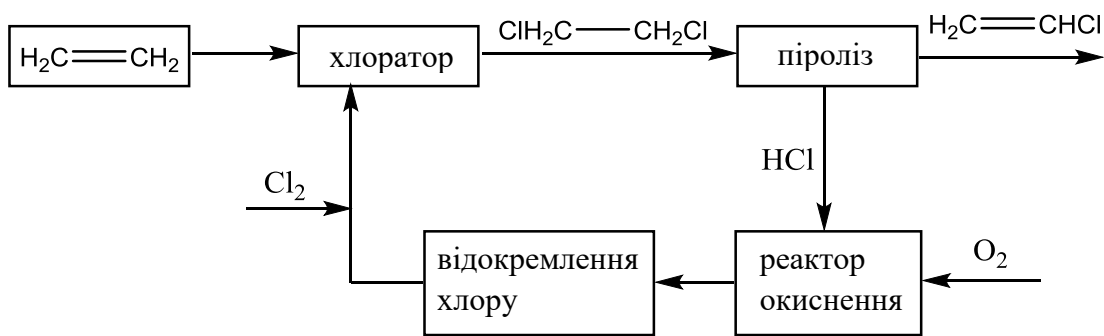 H₂C=CH₂
хлоратор
ClH₂C—CH₂Cl
піроліз
H₂C=CHCl
HCl
Cl₂
відокремлення
хлору
реактор
окиснення
O₂